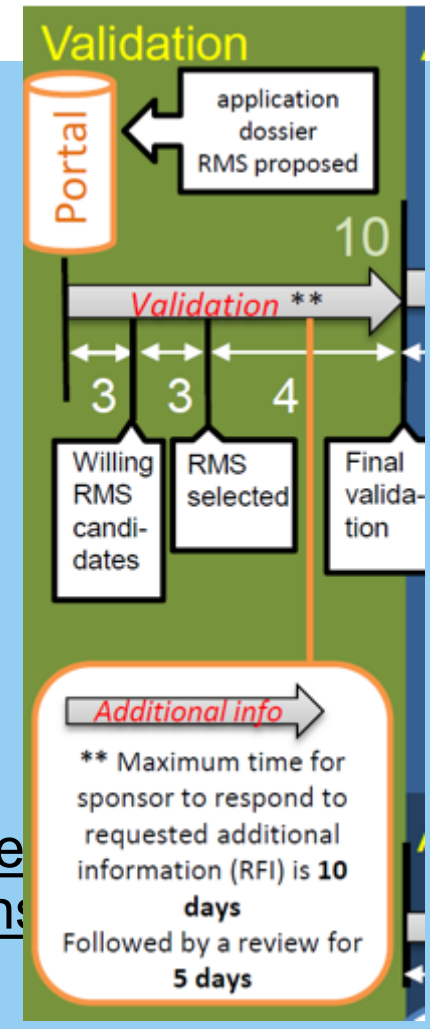 Validation
Portal
application
dossier
RMS proposed
10
Validation **
3 3 4
Willing
RMS
candi-
dates
RMS
selected
Final
valida-
tion
Additional info
** Maximum time for
sponsor to respond to
requested additional
information (RFI) is 10
days
Followed by a review for
5 days